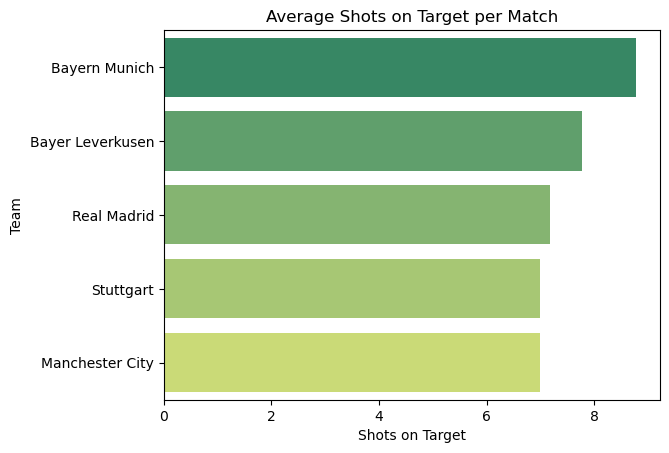 Average Shots on Target per Match
Team
Bayern Munich
Bayer Leverkusen
Real Madrid
Stuttgart
Manchester City
0 2 4 6 8
Shots on Target